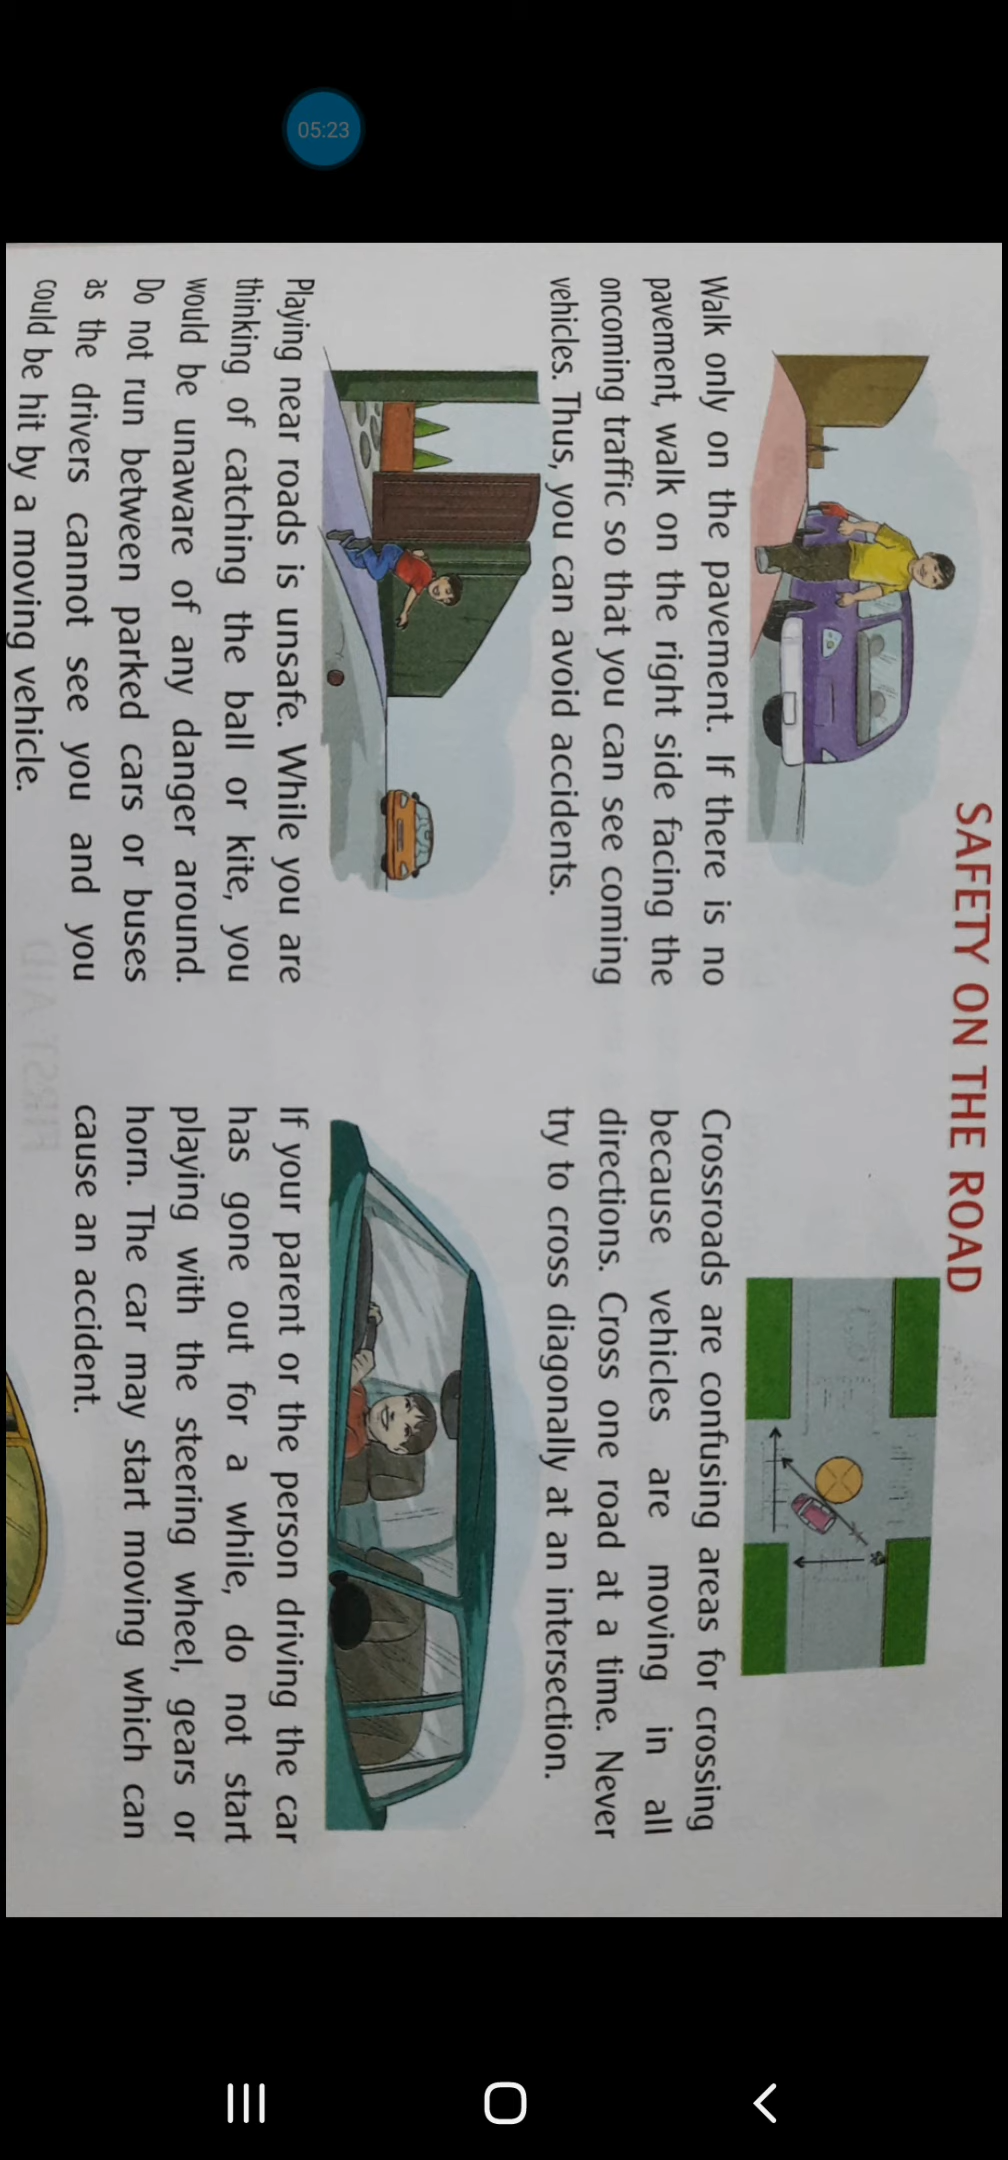 05:23
SAFETY ON THE ROAD
Walk only on the pavement. If there is no
pavement, walk on the right side facing the
oncoming traffic so that you can see coming
vehicles. Thus, you can avoid accidents.
Crossroads are confusing areas for crossing
because vehicles are moving in all
directions. Cross one road at a time. Never
try to cross diagonally at an intersection.
Playing near roads is unsafe. While you are
thinking of catching the ball or kite, you
would be unaware of any danger around.
Do not run between parked cars or buses
as the drivers cannot see you and you
could be hit by a moving vehicle.
If your parent or the person driving the car
has gone out for a while, do not start
playing with the steering wheel, gears or
horn. The car may start moving which can
cause an accident.
FIRST AID